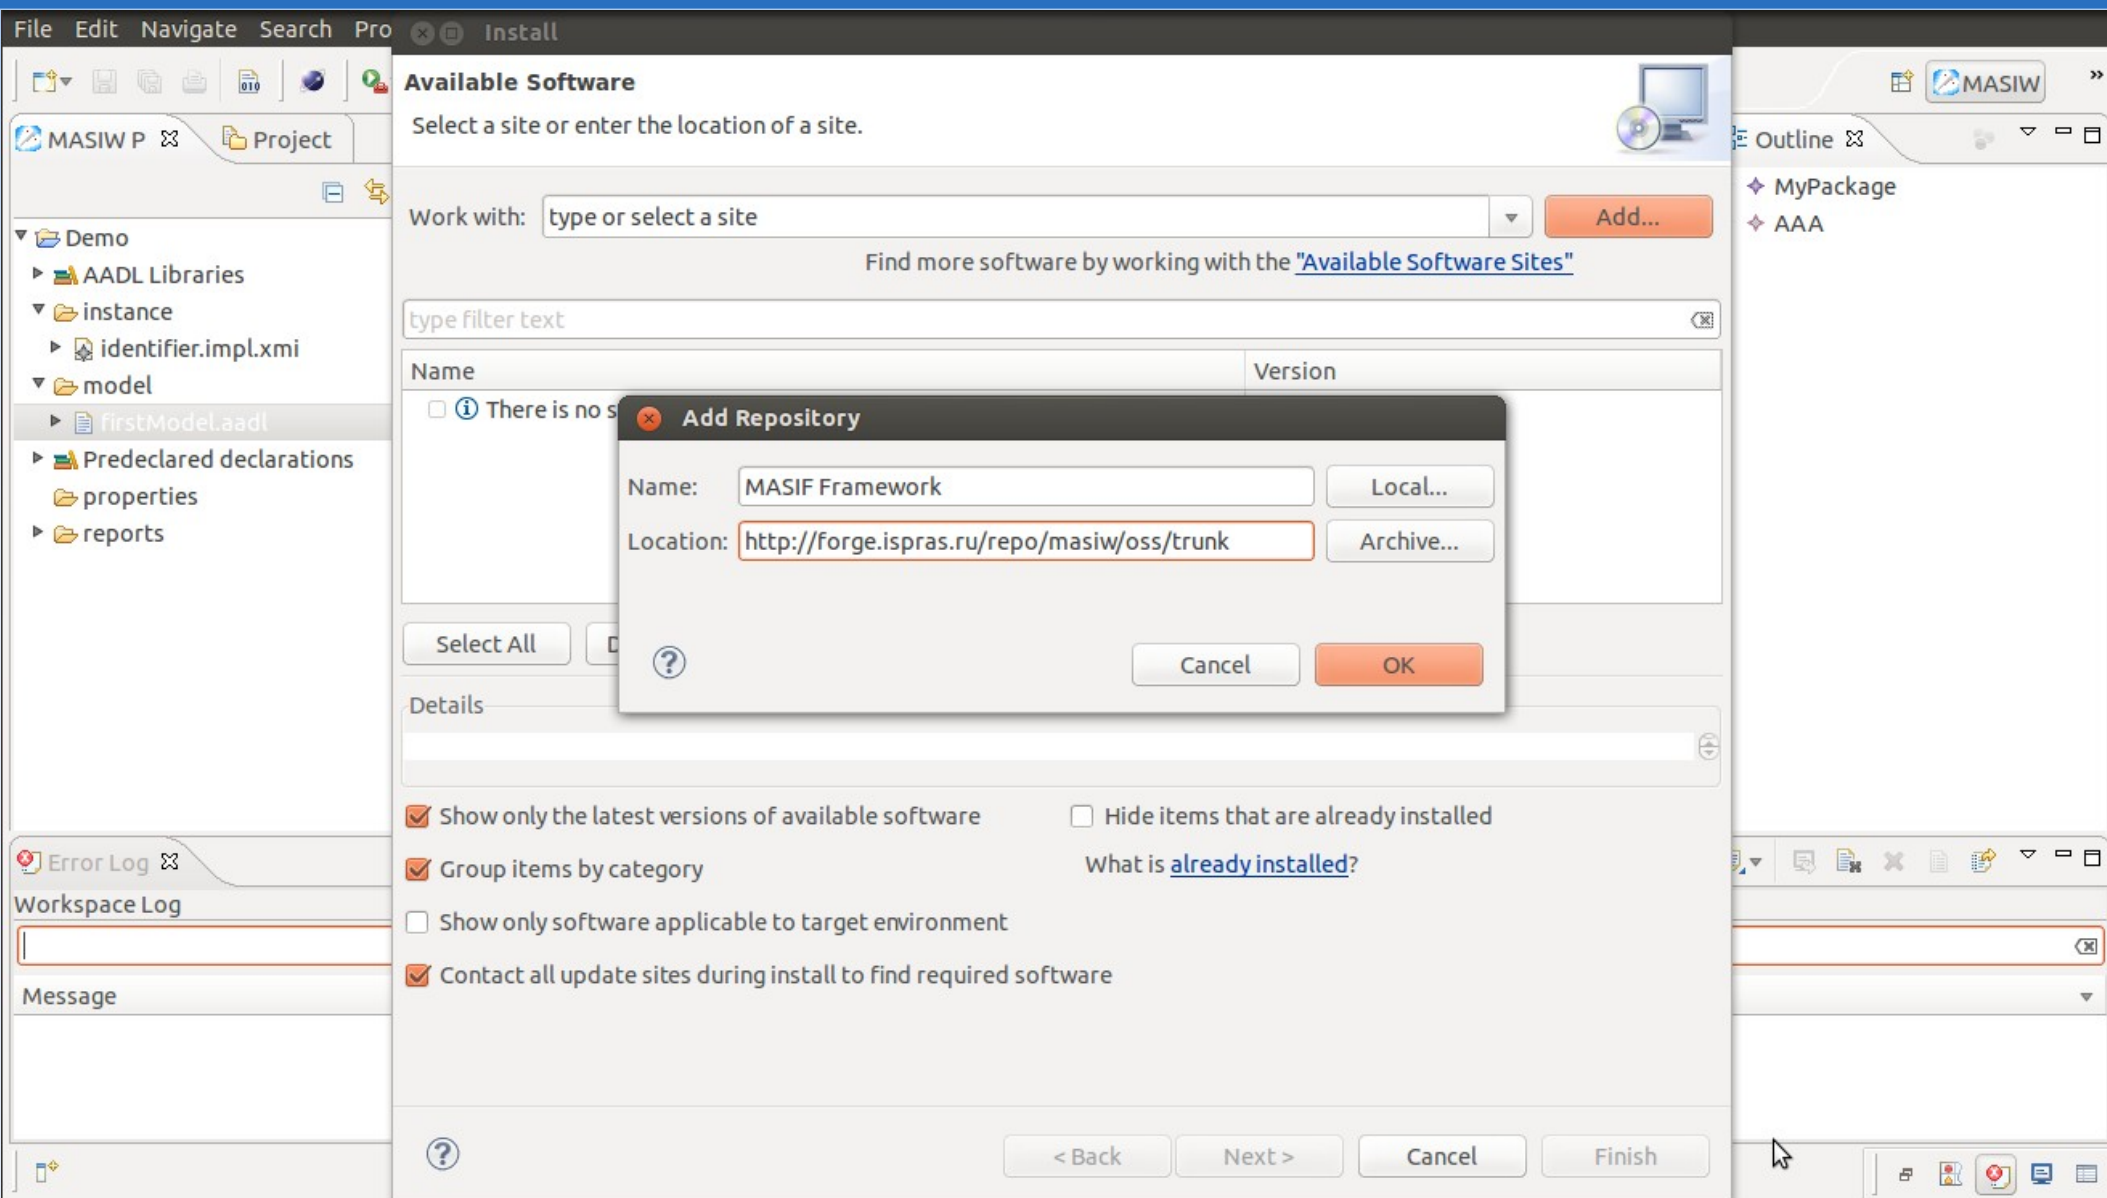 File Edit Navigate Search Pro
Install
Available Software
Select a site or enter the location of a site.
MASIW
»
MASIW P
Project
Outline
Work with: type or select a site Add...
MyPackage
AAA
Find more software by working with the "Available Software Sites"
Demo
AADL Libraries
instance
identifier.impl.xmi
model
firstModel.aadl
Predeclared declarations
properties
reports
type filter text
Name Version
There is no s
Add Repository
Name: MASIF Framework Local...
Location: http://forge.ispras.ru/repo/masiw/oss/trunk Archive...
Cancel OK
Select All D
Details
Show only the latest versions of available software
Hide items that are already installed
Group items by category
What is already installed?
Show only software applicable to target environment
Contact all update sites during install to find required software
Error Log
Workspace Log
Message
< Back Next > Cancel Finish